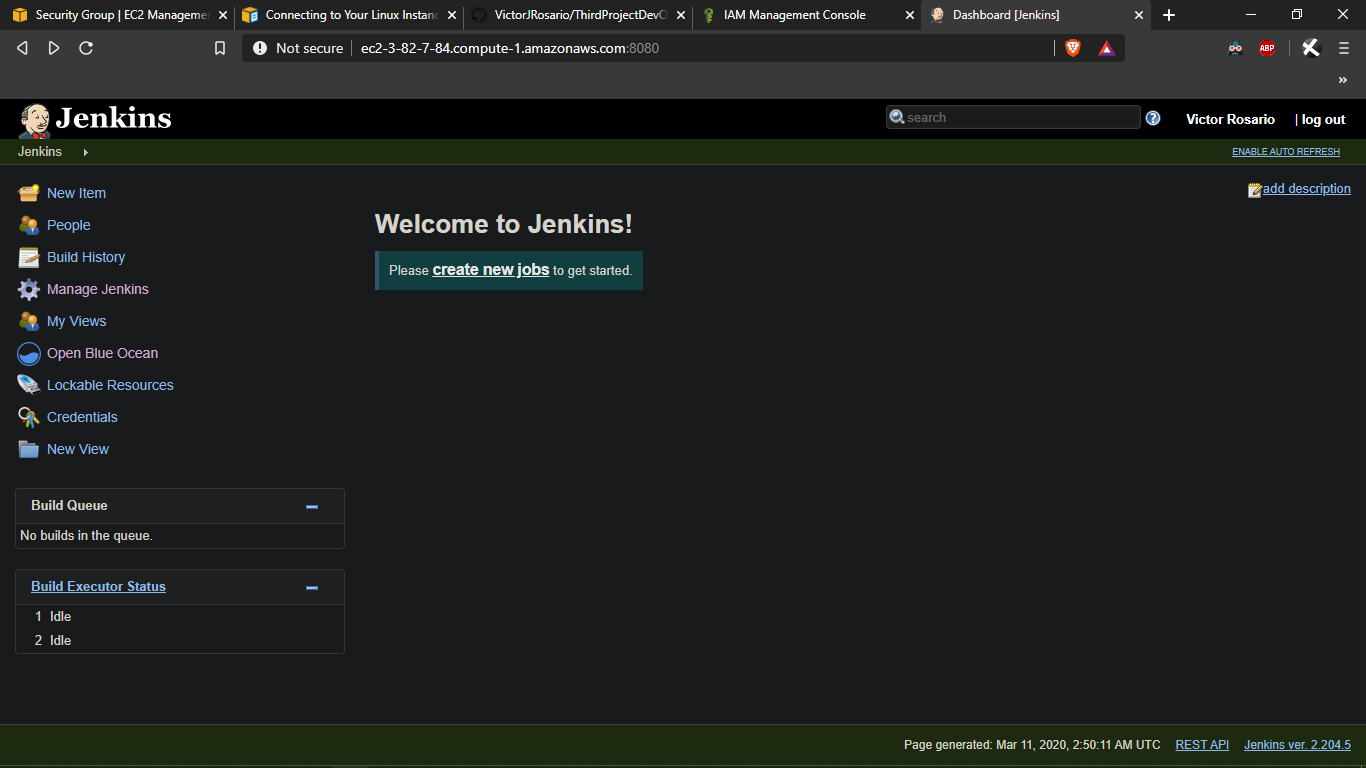 Security Group | EC2 Managemen
Connecting to Your Linux Instanc
VictorJRosario/ThirdProjectDevO
IAM Management Console
Dashboard [Jenkins]
Not secure
ec2-3-82-7-84.compute-1.amazonaws.com:8080
ABP
Jenkins
search
Victor Rosario
| log out
Jenkins
ENABLE AUTO REFRESH
New Item
add description
People
Welcome to Jenkins!
Build History
Please create new jobs to get started.
Manage Jenkins
My Views
Open Blue Ocean
Lockable Resources
Credentials
New View
Build Queue
No builds in the queue.
Build Executor Status
1 Idle
2 Idle
Page generated: Mar 11, 2020, 2:50:11 AM UTC
REST API
Jenkins ver. 2.204.5